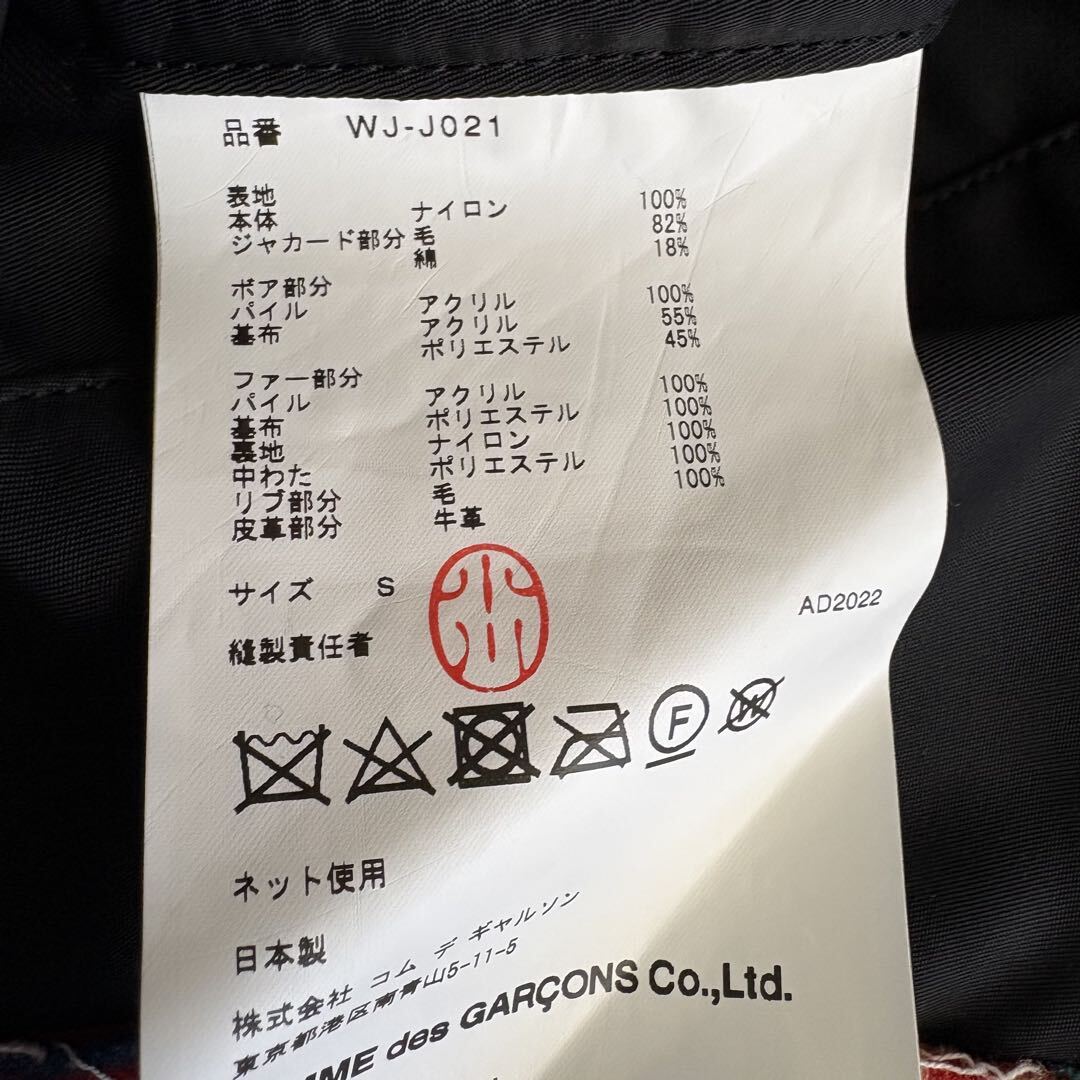 品番 WJ-J021
表地
本体 ナイロン 100%
ジャカード部分 毛 82%
綿 18%
ボア部分
パイル アクリル 100%
基布 アクリル 55%
ポリエステル 45%
ファー部分
パイル アクリル 100%
基布 ポリエステル 100%
裏地 ナイロン 100%
中わた ポリエステル 100%
リブ部分 毛 100%
皮革部分 牛革
サイズ S
AD2022
縫製責任者 小川
F
W
ネット使用
日本製
株式会社 コム デ ギャルソン
東京都港区南青山5-11-5
des GARÇONS Co.,Ltd.